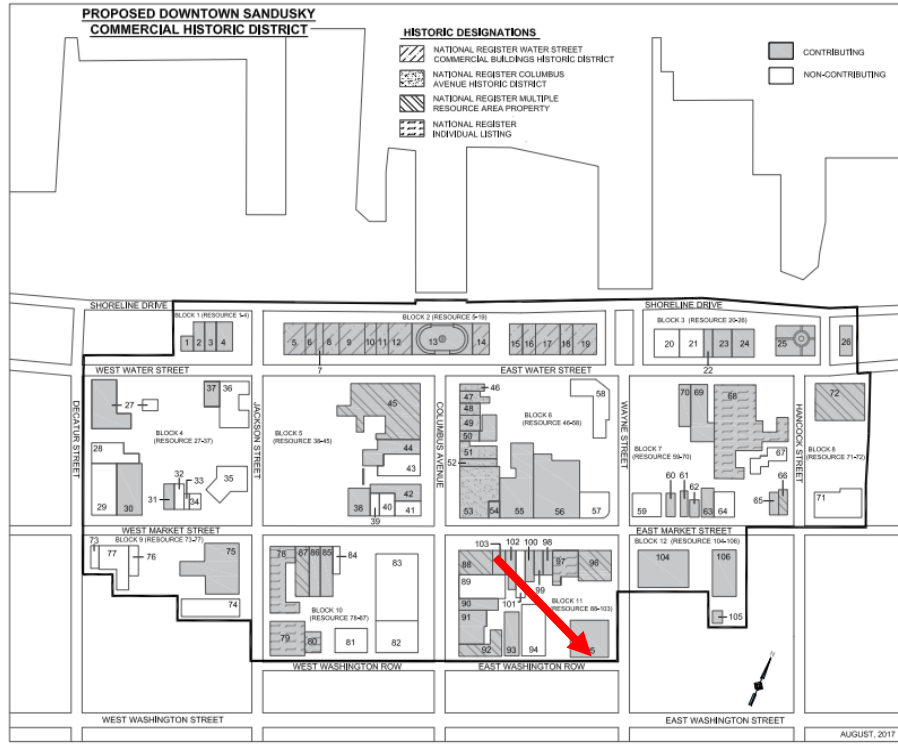 PROPOSED DOWNTOWN SANDUSKY
COMMERCIAL HISTORIC DISTRICT
HISTORIC DESIGNATIONS
NATIONAL REGISTER WATER STREET
COMMERCIAL BUILDINGS HISTORIC DISTRICT
NATIONAL REGISTER COLUMBUS
AVENUE HISTORIC DISTRICT
NATIONAL REGISTER MULTIPLE
RESOURCE AREA PROPERTY
NATIONAL REGISTER
INDIVIDUAL LISTING
CONTRIBUTING
NON-CONTRIBUTING
SHORELINE DRIVE
SHORELINE DRIVE
BLOCK 1 (RESOURCE 1-4)
BLOCK 2 (RESOURCE 5-19)
BLOCK 3 (RESOURCE 20-26)
1 2 3 4
5 6 8 9 10 11 12 13 14 15 16 17 18 19
20 21 23 24 25 26
7
22
WEST WATER STREET
EAST WATER STREET
DECATUR STREET
JACKSON STREET
COLUMBUS AVENUE
WAYNE STREET
HANCOCK STREET
27
37
36
BLOCK 4
(RESOURCE 27-37)
28
29
30
31
32
33
34
35
BLOCK 5
(RESOURCE 38-45)
45
44
43
42
38
39
40
41
46
47
48
49
50
51
52
53
54
55
56
57
58
BLOCK 6
(RESOURCE 46-58)
BLOCK 7
(RESOURCE 59-70)
70
69
68
67
66
65
59
60
61
62
63
64
72
BLOCK 8
(RESOURCE 71-72)
71
WEST MARKET STREET
EAST MARKET STREET
73
BLOCK 9 (RESOURCE 73-77)
77
76
75
74
78
87
86
85
84
83
BLOCK 10
(RESOURCE 78-87)
79
80
81
82
103
102
100
98
88
97
96
89
99
101
BLOCK 11
(RESOURCE 88-103)
90
91
92
93
94
5
BLOCK 12 (RESOURCE 104-106)
104
106
105
WEST WASHINGTON ROW
EAST WASHINGTON ROW
N
WEST WASHINGTON STREET
EAST WASHINGTON STREET
AUGUST, 2017